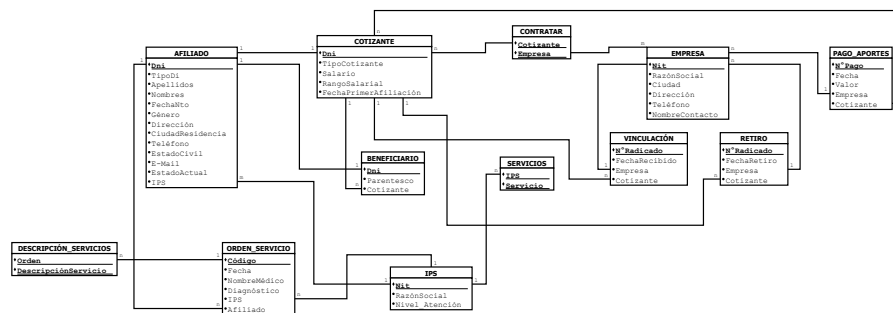 AFILIADO
Dni
TipoDi
Apellidos
Nombres
FechaNto
Género
Dirección
CiudadResidencia
Teléfono
EstadoCivil
E-Mail
EstadoActual
IPS
COTIZANTE
Dni
TipoCotizante
Salario
RangoSalarial
FechaPrimerAfiliación
CONTRATAR
Cotizante
Empresa
EMPRESA
Nit
RazónSocial
Ciudad
Dirección
Teléfono
NombreContacto
PAGO_APORTES
N°Pago
Fecha
Valor
Empresa
Cotizante
BENEFICIARIO
Dni
Parentesco
Cotizante
SERVICIOS
IPS
Servicio
VINCULACIÓN
N°Radicado
FechaRecibido
Empresa
Cotizante
RETIRO
N°Radicado
FechaRetiro
Empresa
Cotizante
DESCRIPCIÓN_SERVICIOS
Orden
DescripciónServicio
ORDEN_SERVICIO
Código
Fecha
NombreMédico
Diagnóstico
IPS
Afiliado
IPS
Nit
RazónSocial
Nivel_Atención